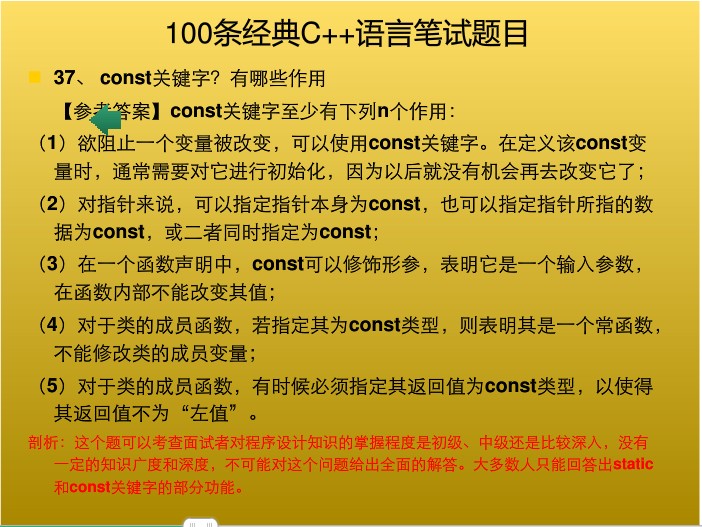 100条经典C++语言笔试题目
37、 const关键字？有哪些作用
【参考答案】const关键字至少有下列n个作用：
（1）欲阻止一个变量被改变，可以使用const关键字。在定义该const变
量时，通常需要对它进行初始化，因为以后就没有机会再去改变它了；
（2）对指针来说，可以指定指针本身为const，也可以指定指针所指的数
据为const，或二者同时指定为const；
（3）在一个函数声明中，const可以修饰形参，表明它是一个输入参数，
在函数内部不能改变其值；
（4）对于类的成员函数，若指定其为const类型，则表明其是一个常函数，
不能修改类的成员变量；
（5）对于类的成员函数，有时候必须指定其返回值为const类型，以使得
其返回值不为“左值”。
剖析：这个题可以考查面试者对程序设计知识的掌握程度是初级、中级还是比较深入，没有
一定的知识广度和深度，不可能对这个问题给出全面的解答。大多数人只能回答出static
和const关键字的部分功能。